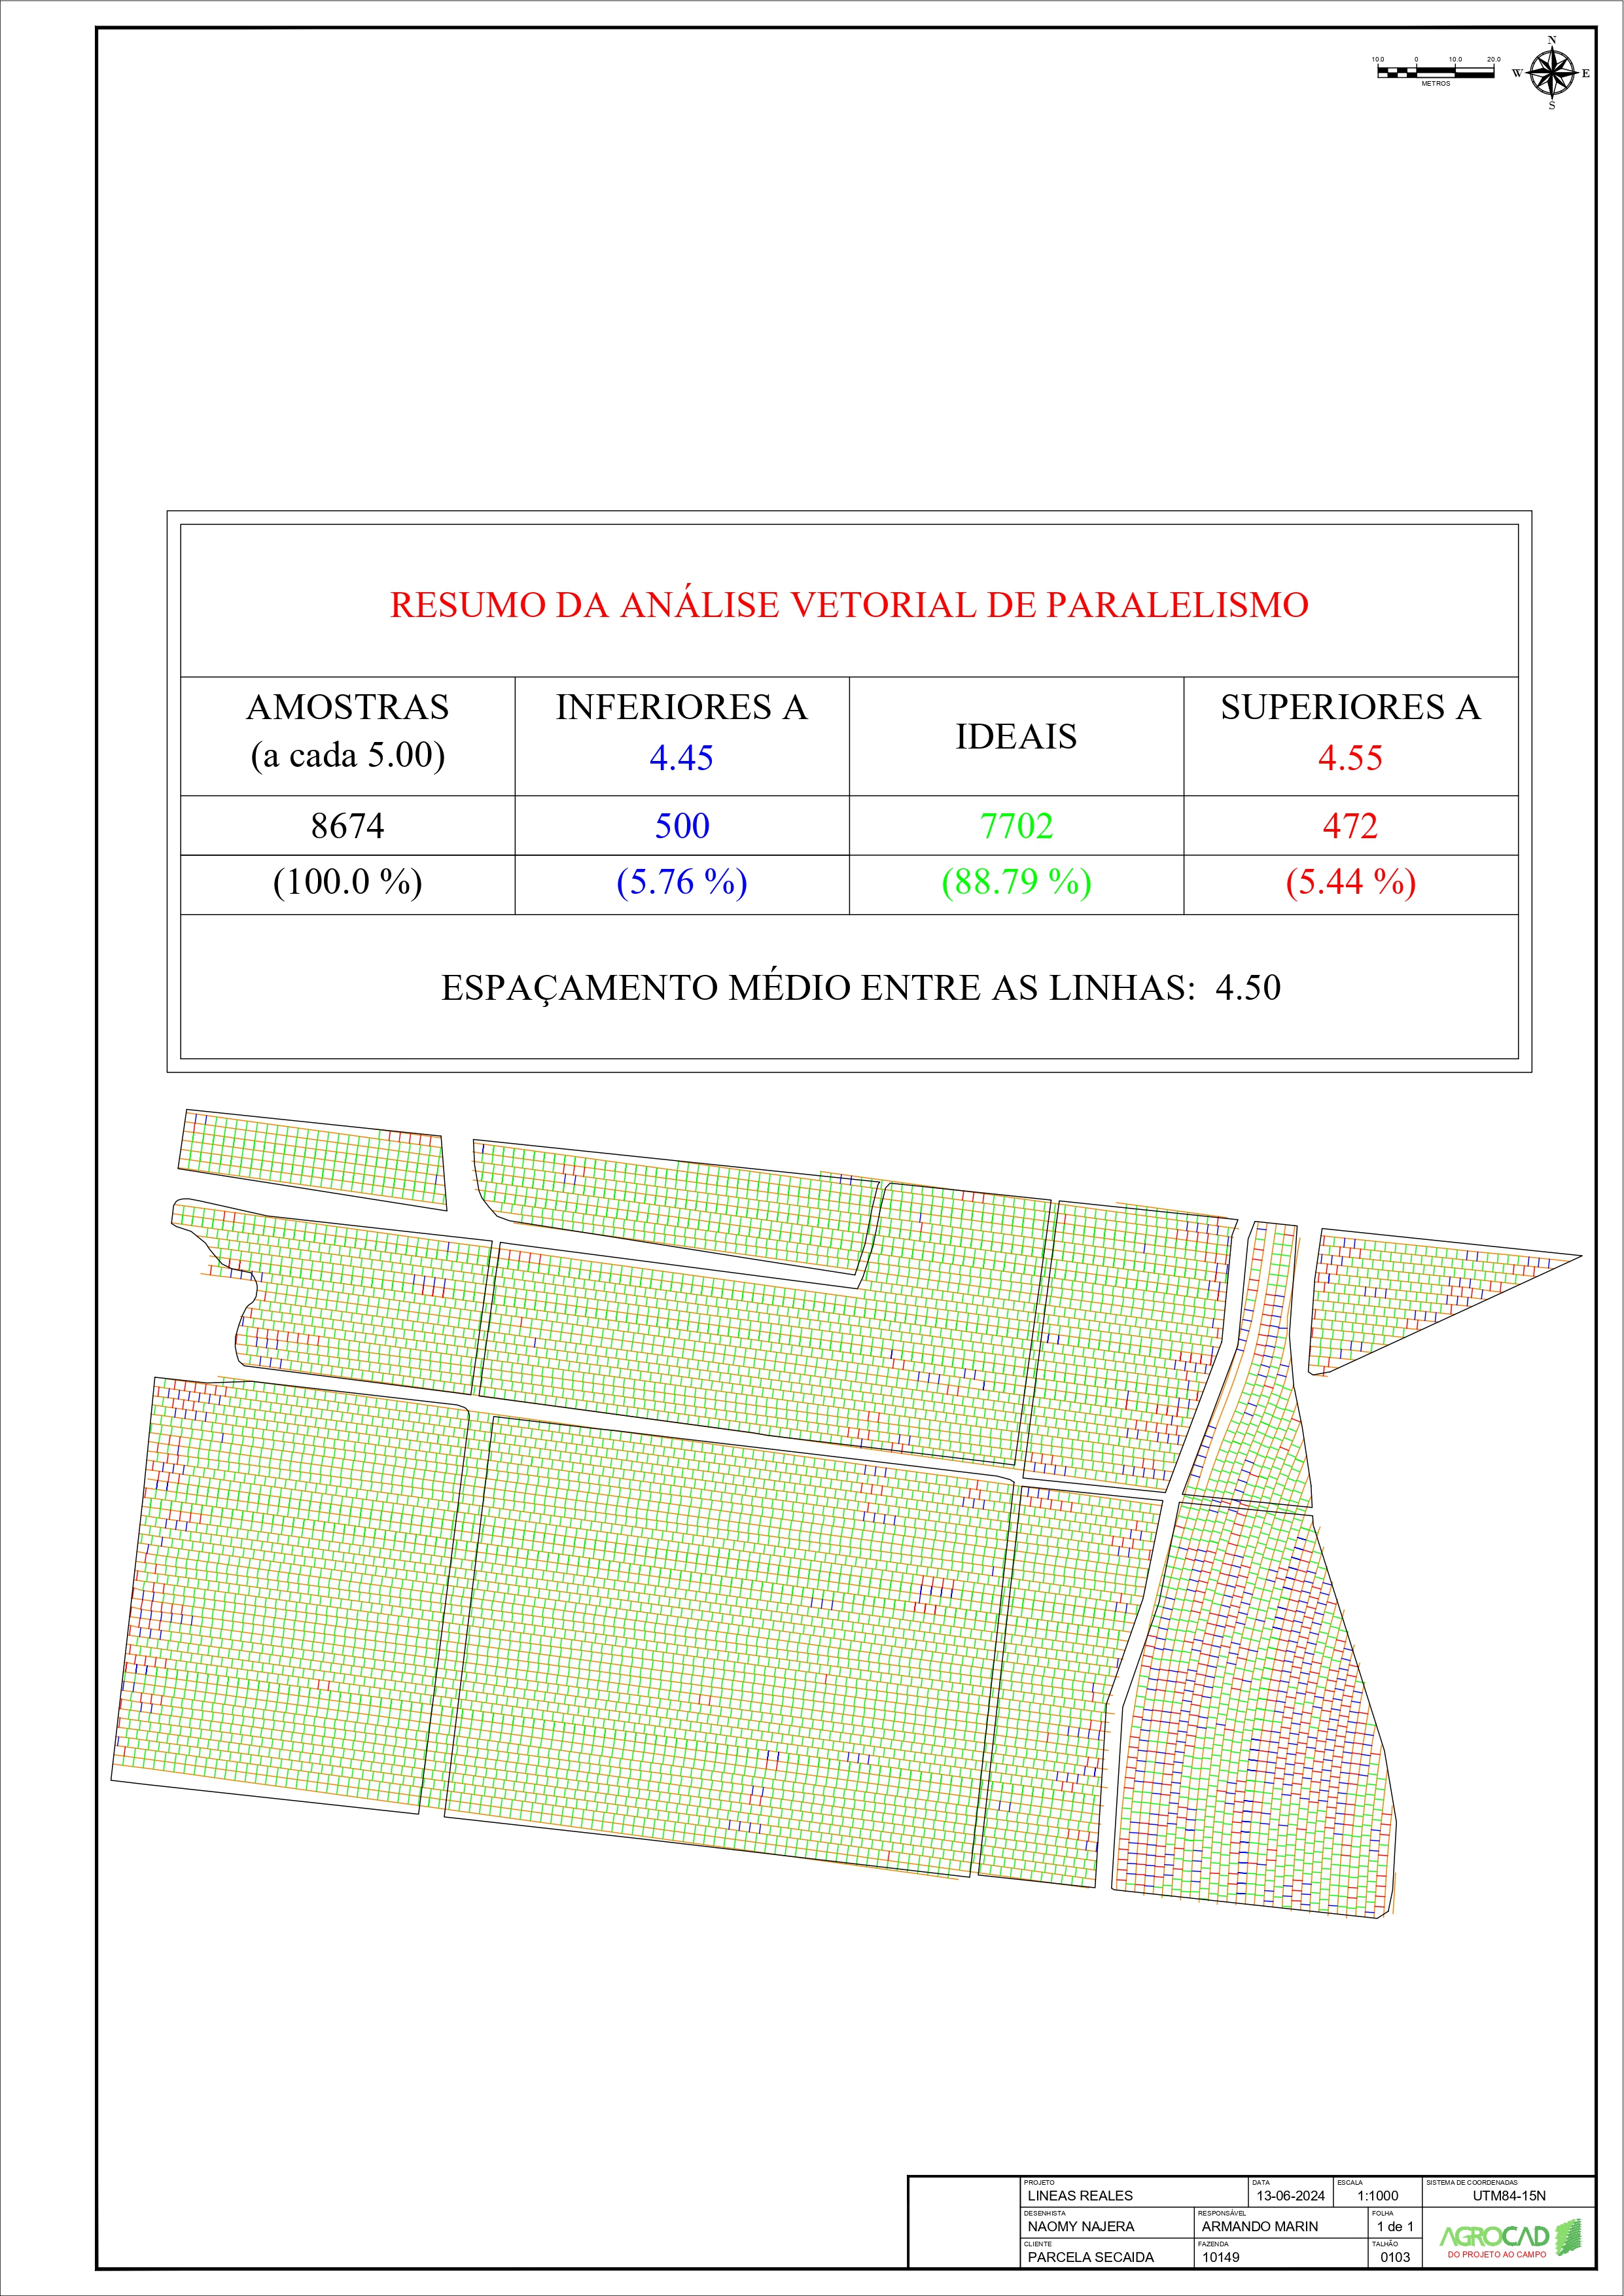 N
10.0 0 10.0 20.0
W E
METROS
S
RESUMO DA ANÁLISE VETORIAL DE PARALELISMO
AMOSTRAS
(a cada 5.00)
INFERIORES A
4.45
IDEAIS
SUPERIORES A
4.55
8674 500 7702 472
(100.0 %) (5.76 %) (88.79 %) (5.44 %)
ESPAÇAMENTO MÉDIO ENTRE AS LINHAS: 4.50
PROJETO
LINEAS REALES
DATA
13-06-2024
ESCALA
1:1000
SISTEMA DE COORDENADAS
UTM84-15N
DESENHISTA
NAOMY NAJERA
RESPONSÁVEL
ARMANDO MARIN
FOLHA
1 de 1
CLIENTE
PARCELA SECAIDA
FAZENDA
10149
TALHÃO
0103
AGROCAD
DO PROJETO AO CAMPO